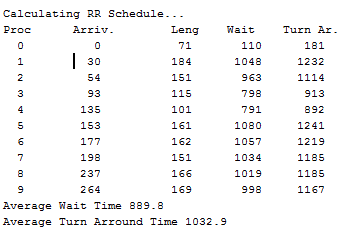 Calculating RR Schedule...
Proc Arriv. Leng Wait Turn Ar.
0 0 71 110 181
1 30 184 1048 1232
2 54 151 963 1114
3 93 115 798 913
4 135 101 791 892
5 153 161 1080 1241
6 177 162 1057 1219
7 198 151 1034 1185
8 237 166 1019 1185
9 264 169 998 1167
Average Wait Time 889.8
Average Turn Arround Time 1032.9